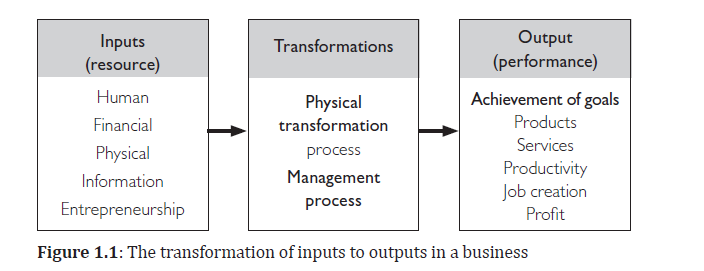 Inputs
(resource)
Human
Financial
Physical
Information
Entrepreneurship
Transformations
Physical
transformation
process
Management
process
Output
(performance)
Achievement of goals
Products
Services
Productivity
Job creation
Profit
Figure 1.1: The transformation of inputs to outputs in a business